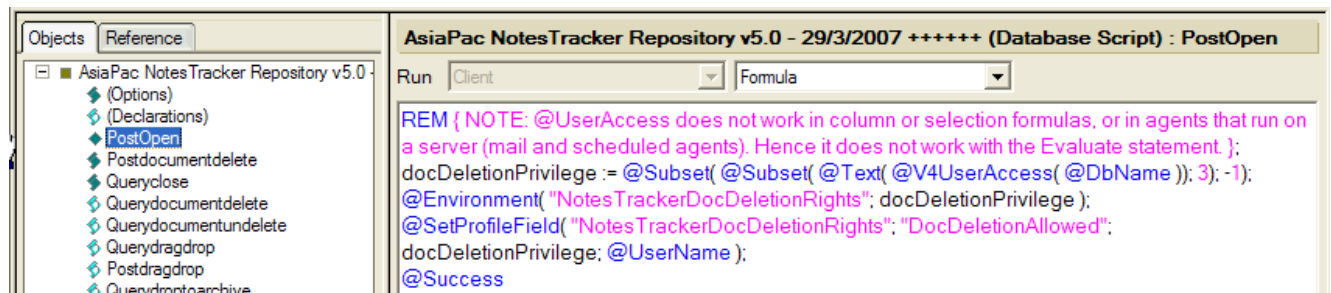 Objects
Reference
AsiaPac NotesTracker Repository v5.0 -
(Options)
(Declarations)
PostOpen
Postdocumentdelete
Queryclose
Querydocumentdelete
Querydocumentundelete
Querydragdrop
Postdragdrop
Querydroptoarchive
AsiaPac NotesTracker Repository v5.0 - 29/3/2007 ++++++ (Database Script) : PostOpen
Run Client Formula
REM { NOTE: @UserAccess does not work in column or selection formulas, or in agents that run on
a server (mail and scheduled agents). Hence it does not work with the Evaluate statement. };
docDeletionPrivilege := @Subset( @Subset( @Text( @V4UserAccess( @DbName )); 3); -1);
@Environment( "NotesTrackerDocDeletionRights"; docDeletionPrivilege );
@SetProfileField( "NotesTrackerDocDeletionRights"; "DocDeletionAllowed";
docDeletionPrivilege; @UserName );
@Success